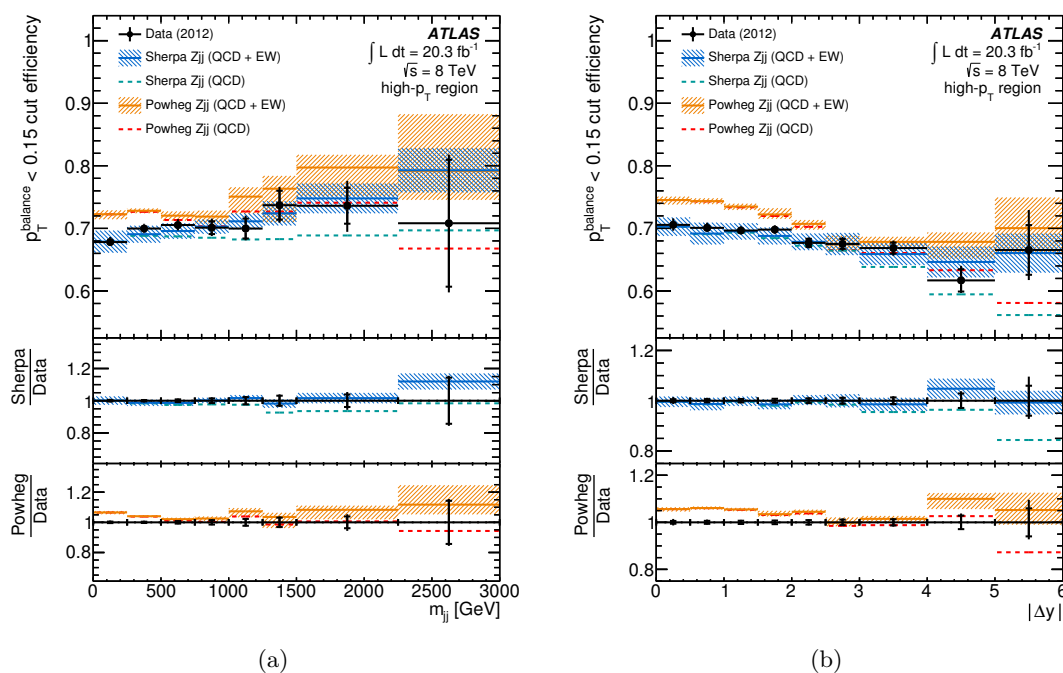 p_T^balance < 0.15 cut efficiency
1
0.9
0.8
0.7
0.6
Data (2012)
Sherpa Zjj (QCD + EW)
Sherpa Zjj (QCD)
Powheg Zjj (QCD + EW)
Powheg Zjj (QCD)
ATLAS
∫ L dt = 20.3 fb⁻¹
√s = 8 TeV
high-p_T region
Sherpa
Data
1.2
1
0.8
Powheg
Data
1.2
1
0.8
0 500 1000 1500 2000 2500 3000
m_jj [GeV]
(a)
p_T^balance < 0.15 cut efficiency
1
0.9
0.8
0.7
0.6
Data (2012)
Sherpa Zjj (QCD + EW)
Sherpa Zjj (QCD)
Powheg Zjj (QCD + EW)
Powheg Zjj (QCD)
ATLAS
∫ L dt = 20.3 fb⁻¹
√s = 8 TeV
high-p_T region
Sherpa
Data
1.2
1
0.8
Powheg
Data
1.2
1
0.8
0 1 2 3 4 5 6
|Δy|
(b)